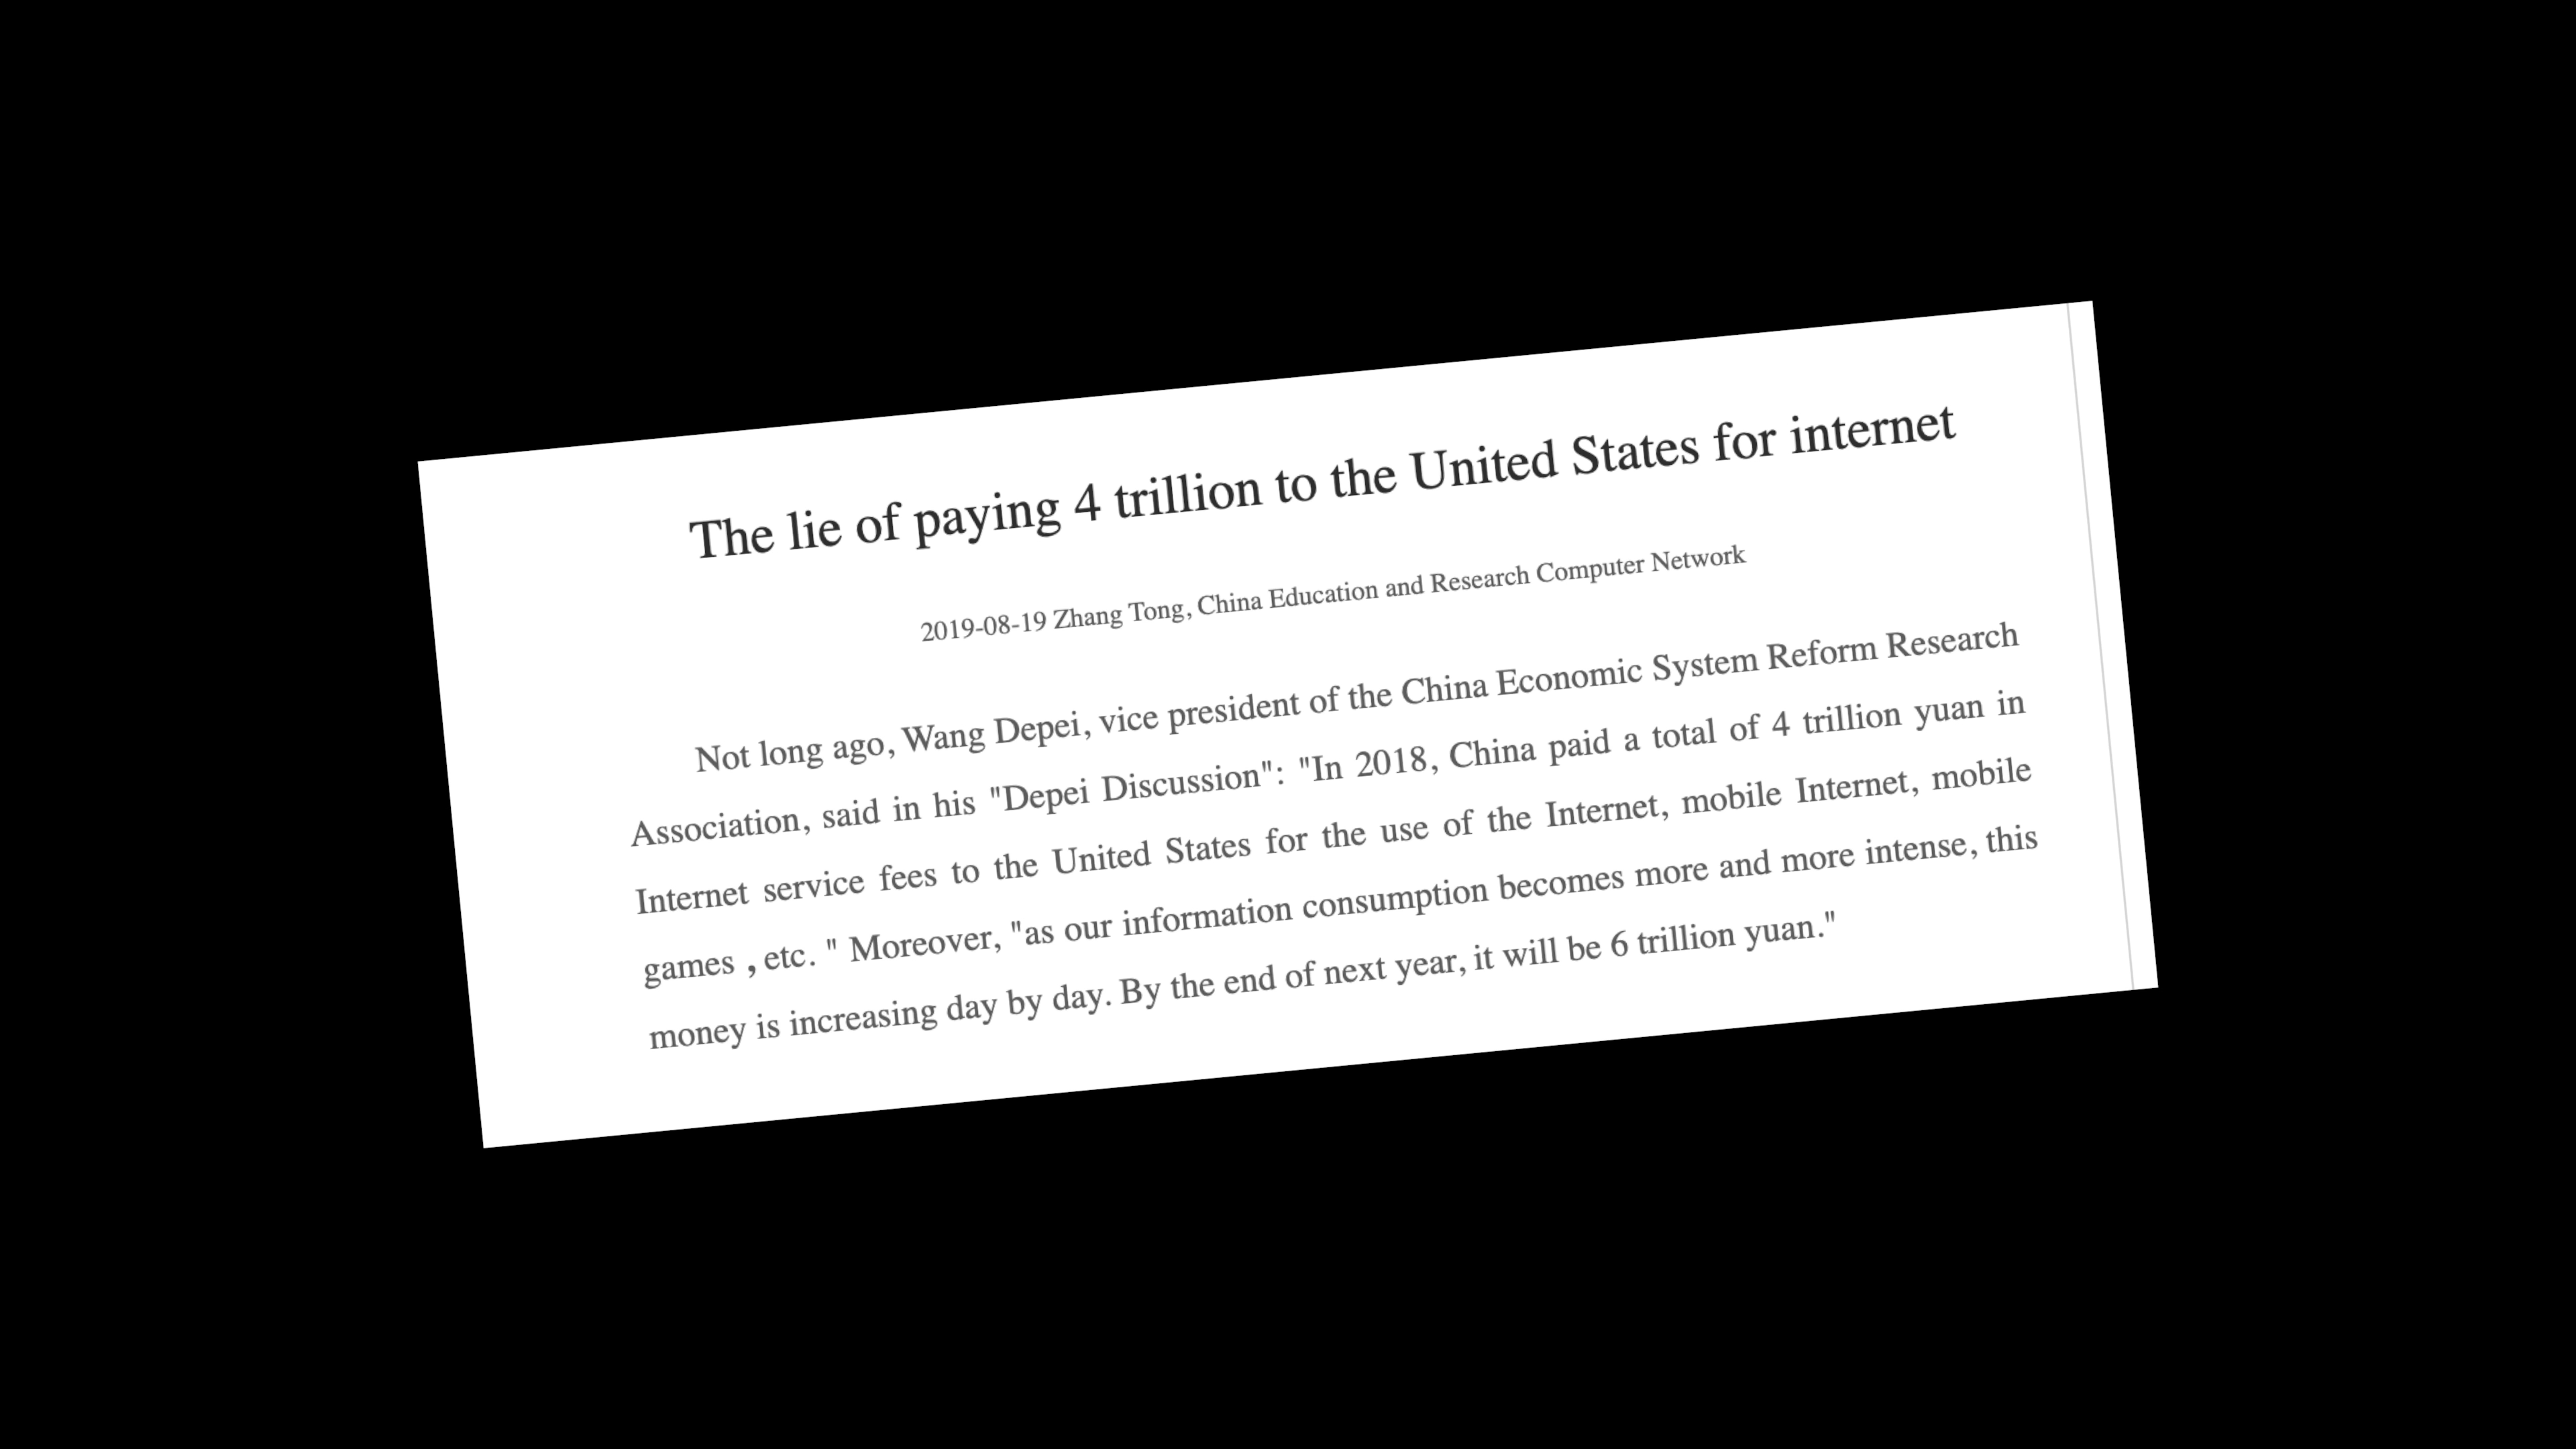 The lie of paying 4 trillion to the United States for internet
2019-08-19 Zhang Tong, China Education and Research Computer Network
Not long ago, Wang Depei, vice president of the China Economic System Reform Research
Association, said in his "Depei Discussion": "In 2018, China paid a total of 4 trillion yuan in
Internet service fees to the United States for the use of the Internet, mobile Internet, mobile
games , etc. " Moreover, "as our information consumption becomes more and more intense, this
money is increasing day by day. By the end of next year, it will be 6 trillion yuan."